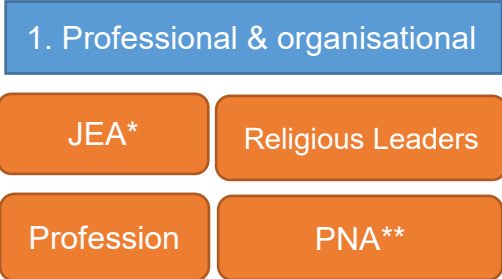 1. Professional & organisational
JEA*
Religious Leaders
Profession
PNA**